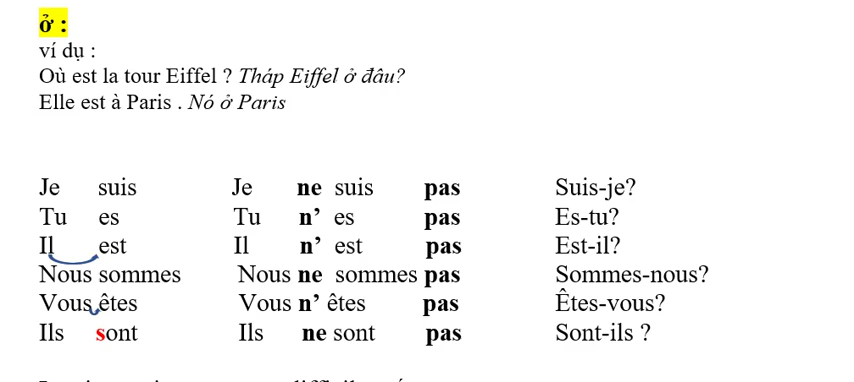 ở :
ví dụ :
Où est la tour Eiffel ? Tháp Eiffel ở đâu?
Elle est à Paris . Nó ở Paris
Je suis Je ne suis pas Suis-je?
Tu es Tu n’ es pas Es-tu?
Il est Il n’ est pas Est-il?
Nous sommes Nous ne sommes pas Sommes-nous?
Vous êtes Vous n’ êtes pas Êtes-vous?
Ils sont Ils ne sont pas Sont-ils ?